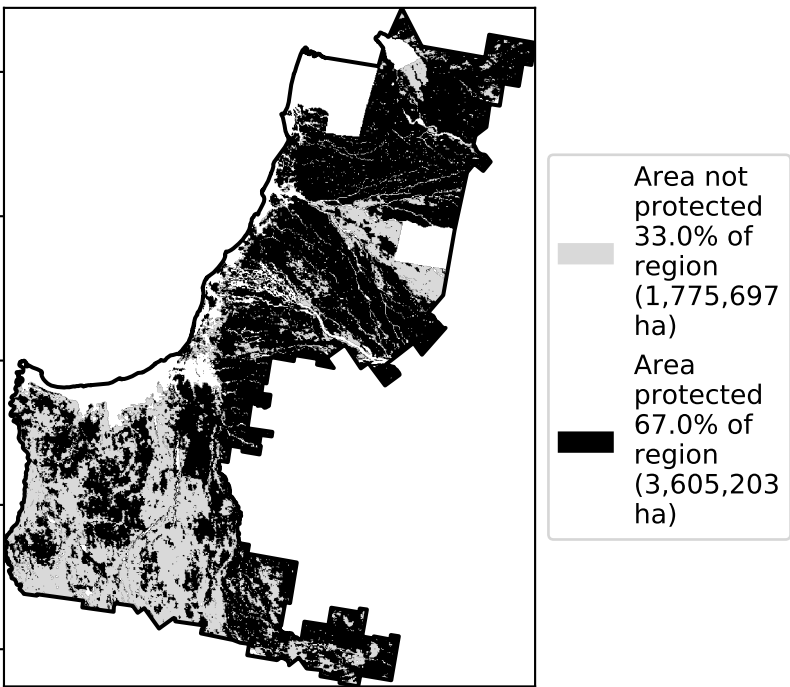 Area not
protected
33.0% of
region
(1,775,697
ha)
Area
protected
67.0% of
region
(3,605,203
ha)